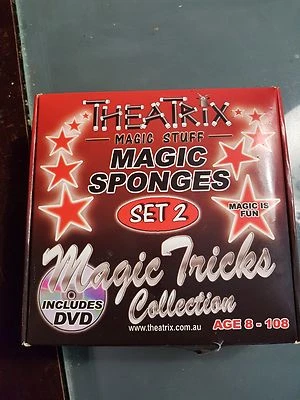 THEATRIX
MAGIC STUFF
MAGIC
SPONGES
SET 2
MAGIC IS
FUN
Magic Tricks
Collection
INCLUDES
DVD
www.theatrix.com.au
AGE 8 - 108